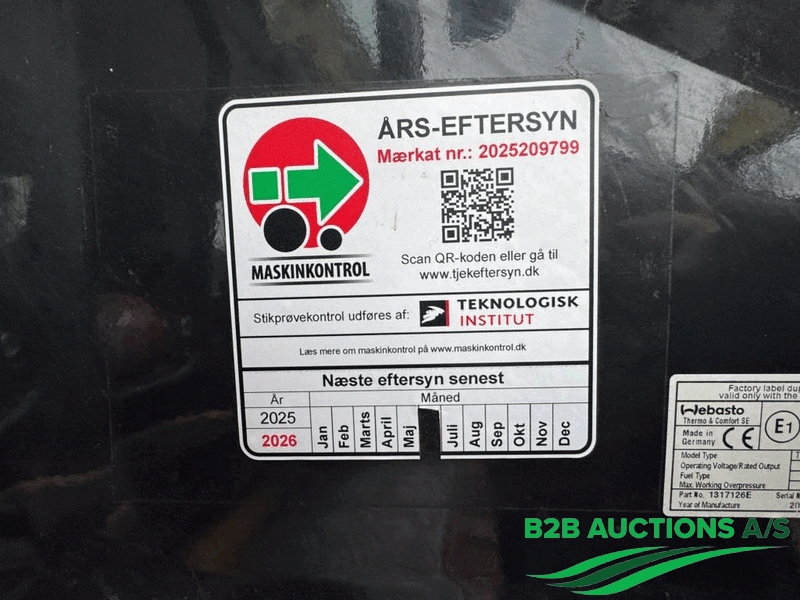 ÅRS-EFTERSYN
Mærkat nr.: 2025209799
Scan QR-koden eller gå til
www.tjekeftersyn.dk
MASKINKONTROL
Stikprøvekontrol udføres af:
TEKNOLOGISK
INSTITUT
Læs mere om maskinkontrol på www.maskinkontrol.dk
Næste eftersyn senest
År Måned
2025
2026
Jan Feb Marts April Maj Juli Aug Sep Okt Nov Dec
Factory label
valid only with the
Webasto
Thermo & Comfort SE
Made in
Germany
CE
E1
Model Type
Operating Voltage/Rated Output
Fuel Type
Max. Working Overpressure
Part No. 1317126E
Year of Manufacture
B2B AUCTIONS A/S